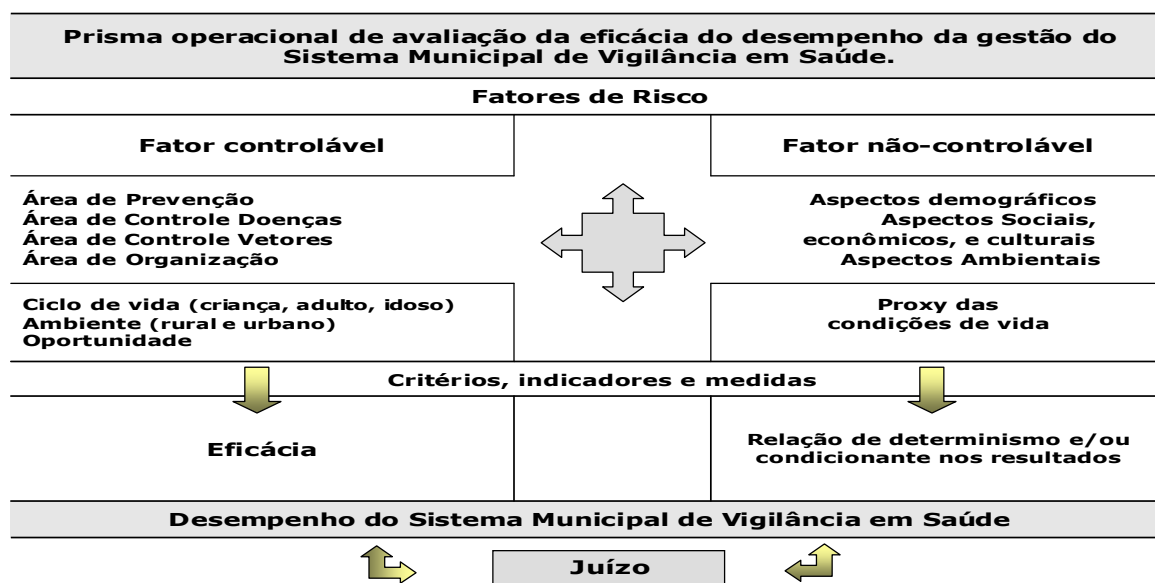 Prisma operacional de avaliação da eficácia do desempenho da gestão do
Sistema Municipal de Vigilância em Saúde.
Fatores de Risco
Fator controlável
Fator não-controlável
Área de Prevenção
Área de Controle Doenças
Área de Controle Vetores
Área de Organização
Aspectos demográficos
Aspectos Sociais,
econômicos, e culturais
Aspectos Ambientais
Ciclo de vida (criança, adulto, idoso)
Ambiente (rural e urbano)
Oportunidade
Proxy das
condições de vida
Critérios, indicadores e medidas
Eficácia
Relação de determinismo e/ou
condicionante nos resultados
Desempenho do Sistema Municipal de Vigilância em Saúde
Juízo